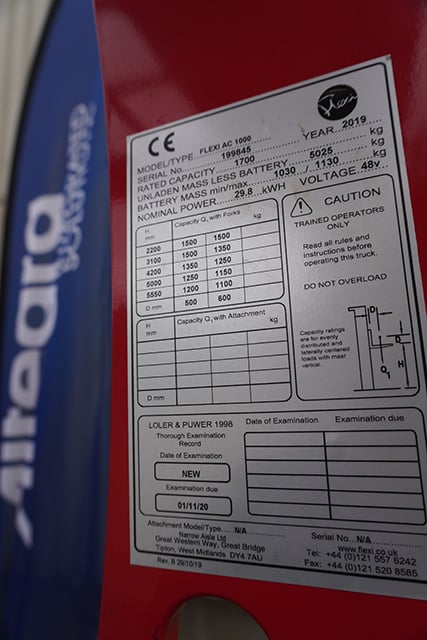 Flexi
CE
MODEL/TYPE FLEXI AC 1000 YEAR 2019
SERIAL No. 199845
RATED CAPACITY 1700 kg
UNLADEN MASS LESS BATTERY 5025 kg
BATTERY MASS min/max 1030 / 1130 kg
NOMINAL POWER 29.8 kWH VOLTAGE 48v
H mm Capacity Q, with Forks kg
2200 1500 1500
3100 1500 1350
4200 1350 1250
5000 1250 1150
5550 1200 1100
D mm 500 600
H mm Capacity Q, with Attachment kg
D mm
CAUTION
TRAINED OPERATORS
ONLY
Read all rules and
instructions before
operating this truck.
DO NOT OVERLOAD
Capacity ratings
are for evenly
distributed and
laterally centered
loads with mast
vertical.
D
D
Q1
H
LOLER & PUWER 1998
Thorough Examination
Record
Date of Examination
NEW
Examination due
01/11/20
Date of Examination Examination due
Attachment Model/Type N/A Serial No. N/A
Narrow Aisle Ltd
Great Western Way, Great Bridge
Tipton, West Midlands DY4 7AU
www.flexi.co.uk
Tel: +44 (0)121 557 6242
Fax: +44 (0)121 520 8585
Rev. B 29/10/19